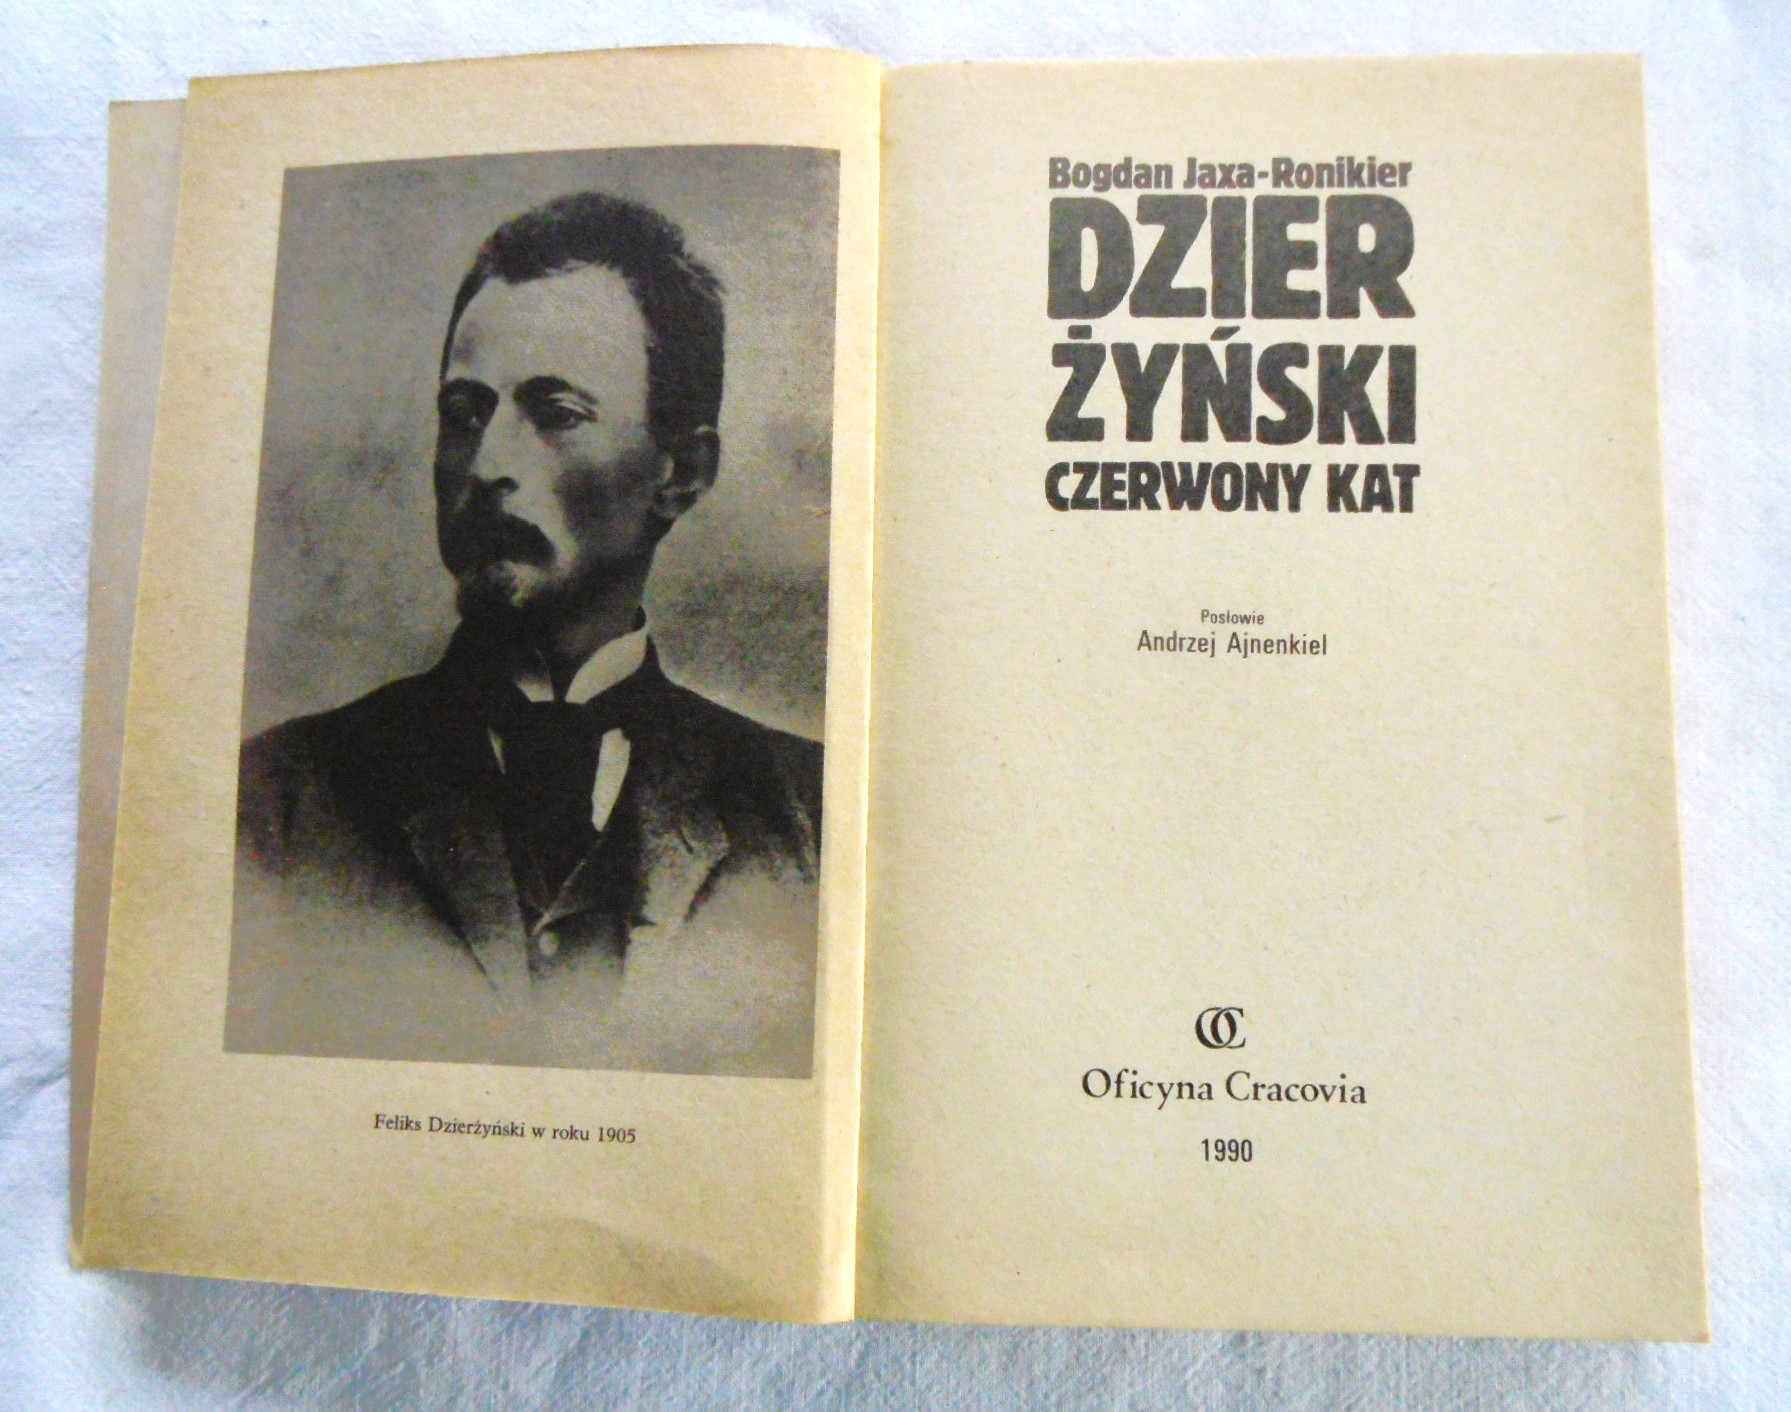 Feliks Dzierżyński w roku 1905
Bogdan Jaxa-Ronikier
DZIER
ŻYŃSKI
CZERWONY KAT
Posłowie
Andrzej Ajnenkiel
OC
Oficyna Cracovia
1990